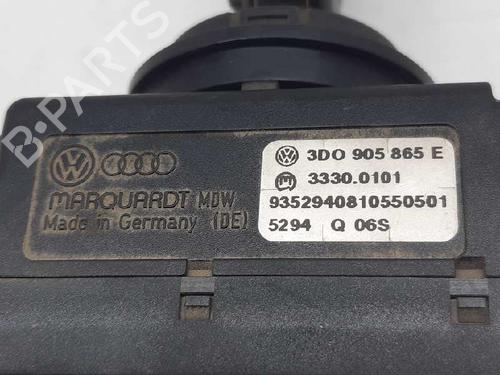 B-PARTS
MARQUARDT MDW
Made in Germany (DE)
3D0 905 865 E
3330.0101
9352940810550501
5294 Q 06S